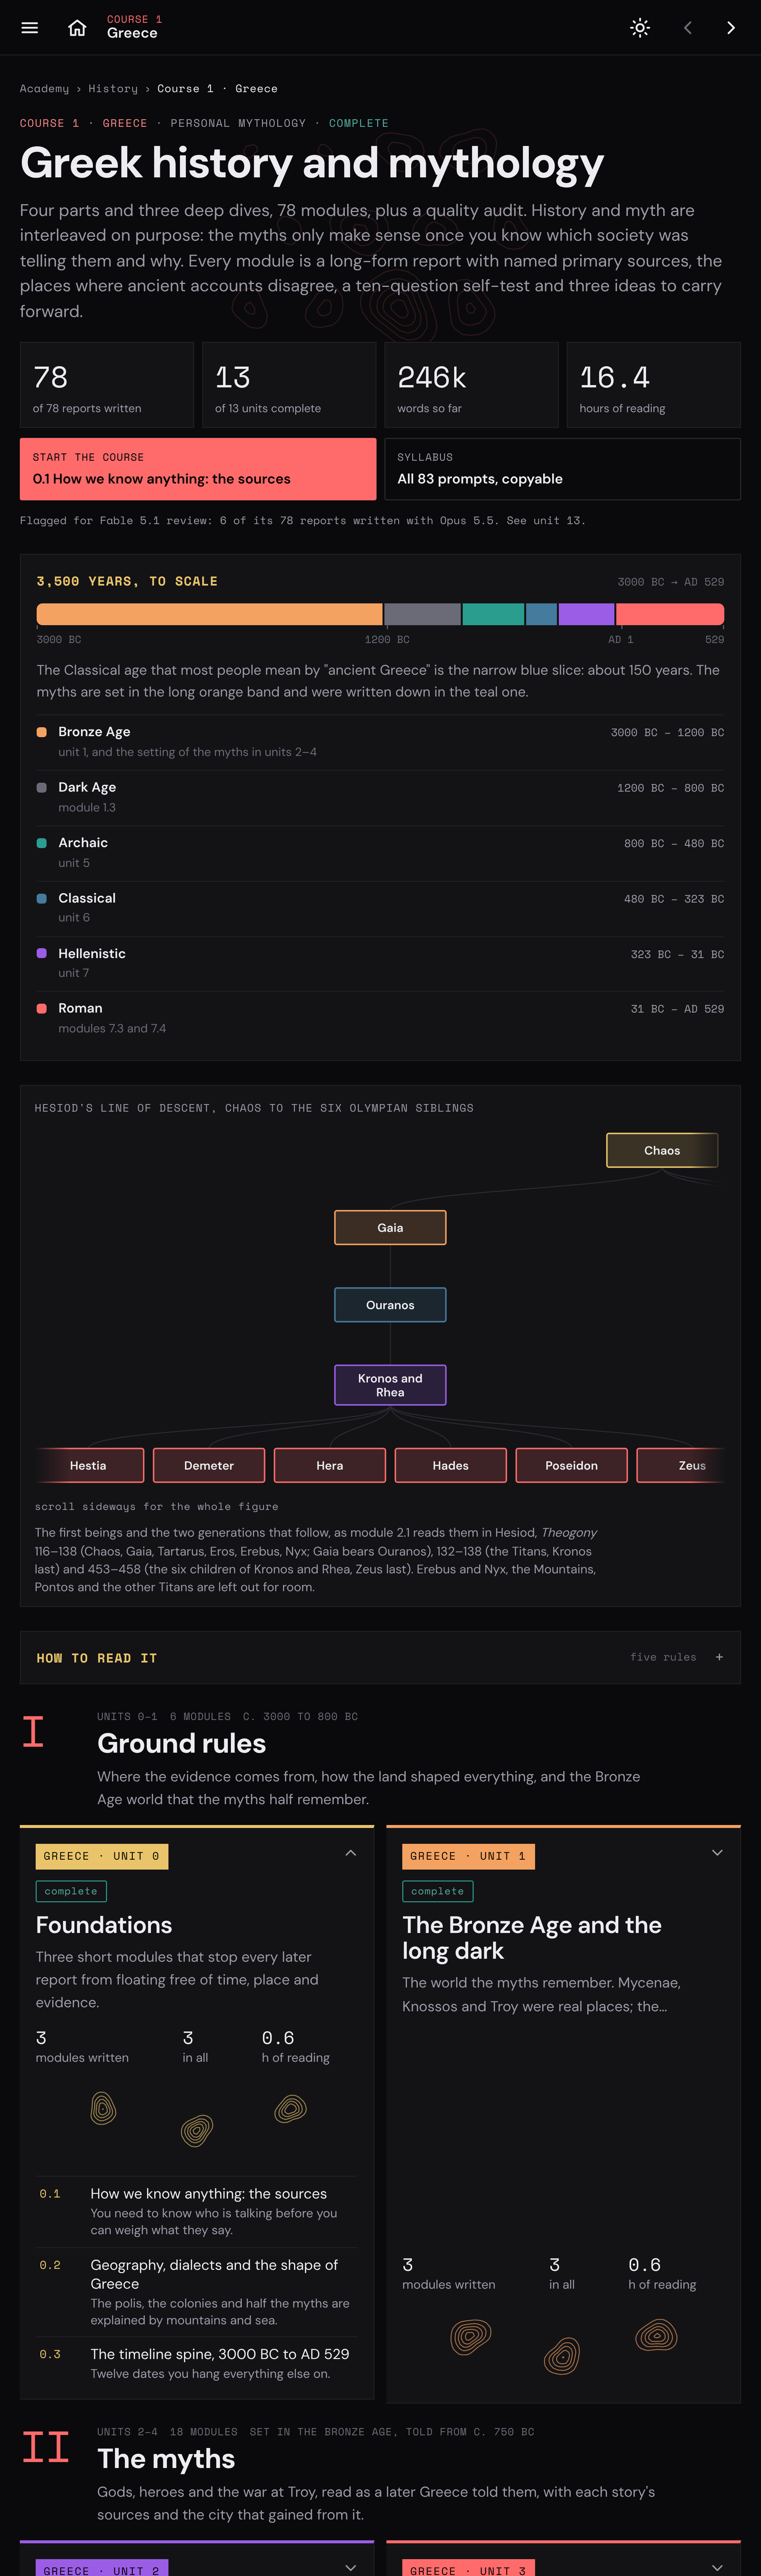 COURSE 1
Greece
Academy › History › Course 1 · Greece
COURSE 1 · GREECE · PERSONAL MYTHOLOGY · COMPLETE
Greek history and mythology
Four parts and three deep dives, 78 modules, plus a quality audit. History and myth are
interleaved on purpose: the myths only make sense once you know which society was
telling them and why. Every module is a long-form report with named primary sources, the
places where ancient accounts disagree, a ten-question self-test and three ideas to carry
forward.
78
of 78 reports written
13
of 13 units complete
246k
words so far
16.4
hours of reading
START THE COURSE
0.1 How we know anything: the sources
SYLLABUS
All 83 prompts, copyable
Flagged for Fable 5.1 review: 6 of its 78 reports written with Opus 5.5. See unit 13.
3,500 YEARS, TO SCALE
3000 BC → AD 529
3000 BC
1200 BC
AD 1
529
The Classical age that most people mean by "ancient Greece" is the narrow blue slice: about 150 years. The
myths are set in the long orange band and were written down in the teal one.
Bronze Age
3000 BC – 1200 BC
unit 1, and the setting of the myths in units 2–4
Dark Age
1200 BC – 800 BC
module 1.3
Archaic
800 BC – 480 BC
unit 5
Classical
480 BC – 323 BC
unit 6
Hellenistic
323 BC – 31 BC
unit 7
Roman
31 BC – AD 529
modules 7.3 and 7.4
HESIOD'S LINE OF DESCENT, CHAOS TO THE SIX OLYMPIAN SIBLINGS
Chaos
Gaia
Ouranos
Kronos and
Rhea
Hestia
Demeter
Hera
Hades
Poseidon
Zeus
scroll sideways for the whole figure
The first beings and the two generations that follow, as module 2.1 reads them in Hesiod, Theogony
116–138 (Chaos, Gaia, Tartarus, Eros, Erebus, Nyx; Gaia bears Ouranos), 132–138 (the Titans, Kronos
last) and 453–458 (the six children of Kronos and Rhea, Zeus last). Erebus and Nyx, the Mountains,
Pontos and the other Titans are left out for room.
HOW TO READ IT
five rules +
I
UNITS 0–1 6 MODULES C. 3000 TO 800 BC
Ground rules
Where the evidence comes from, how the land shaped everything, and the Bronze
Age world that the myths half remember.
GREECE · UNIT 0
complete
Foundations
Three short modules that stop every later
report from floating free of time, place and
evidence.
3
modules written
3
in all
0.6
h of reading
0.1
How we know anything: the sources
You need to know who is talking before you
can weigh what they say.
0.2
Geography, dialects and the shape of
Greece
The polis, the colonies and half the myths are
explained by mountains and sea.
0.3
The timeline spine, 3000 BC to AD 529
Twelve dates you hang everything else on.
GREECE · UNIT 1
complete
The Bronze Age and the
long dark
The world the myths remember. Mycenae,
Knossos and Troy were real places; the…
3
modules written
3
in all
0.6
h of reading
II
UNITS 2–4 18 MODULES SET IN THE BRONZE AGE, TOLD FROM C. 750 BC
The myths
Gods, heroes and the war at Troy, read as a later Greece told them, with each story's
sources and the city that gained from it.
GREECE · UNIT 2
GREECE · UNIT 3